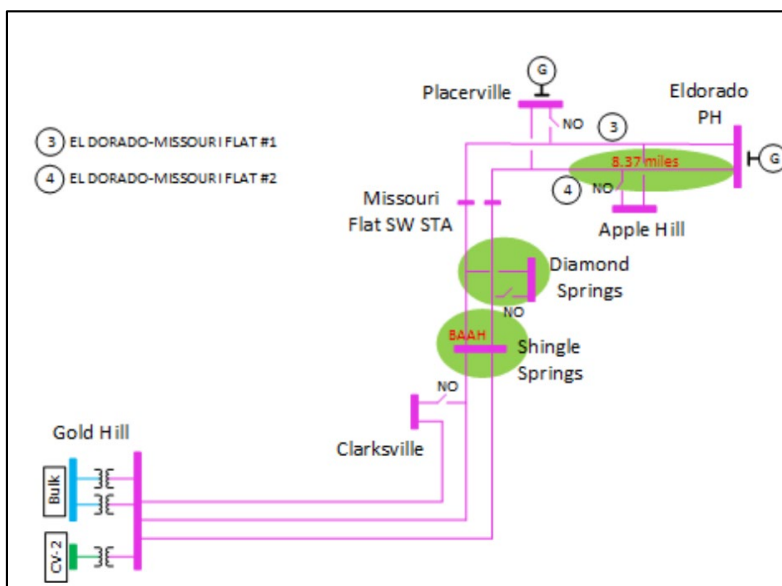 G
Placerville
Eldorado
PH
NO
3
3 EL DORADO-MISSOURI FLAT #1
8.37 miles
G
4 EL DORADO-MISSOURI FLAT #2
4
NO
Missouri
Flat SW STA
Apple Hill
Diamond
Springs
NO
BAAH
Shingle
Springs
NO
Gold Hill
Clarksville
Bulk
CV-2